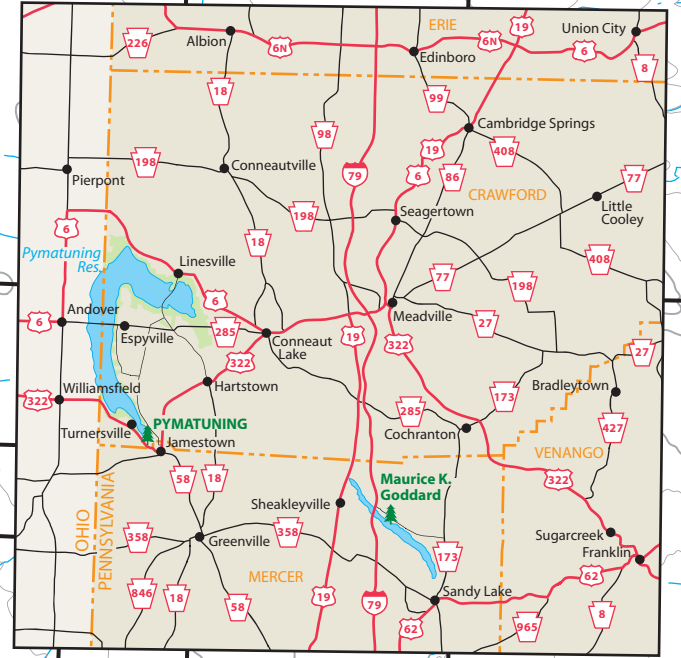 ERIE
19
Union City
226
Albion
6N
6N
6
Edinboro
8
18
99
98
Cambridge Springs
19
408
198
Conneautville
79
6
86
77
Pierpont
CRAWFORD
Little
Cooley
198
Seagertown
6
18
Pymatuning
Res.
Linesville
408
77
198
6
Andover
Meadville
6
Espyville
285
Conneaut
Lake
19
27
322
322
27
Williamsfield
Hartstown
Bradleytown
322
173
285
PYMATUNING
Turnersville
Cochranton
427
Jamestown
VENANGO
58
18
Maurice K.
Goddard
322
OHIO
PENNSYLVANIA
Sheakleyville
358
Greenville
358
Sugarcreek
Franklin
173
MERCER
62
846
18
58
19
79
Sandy Lake
62
965
8